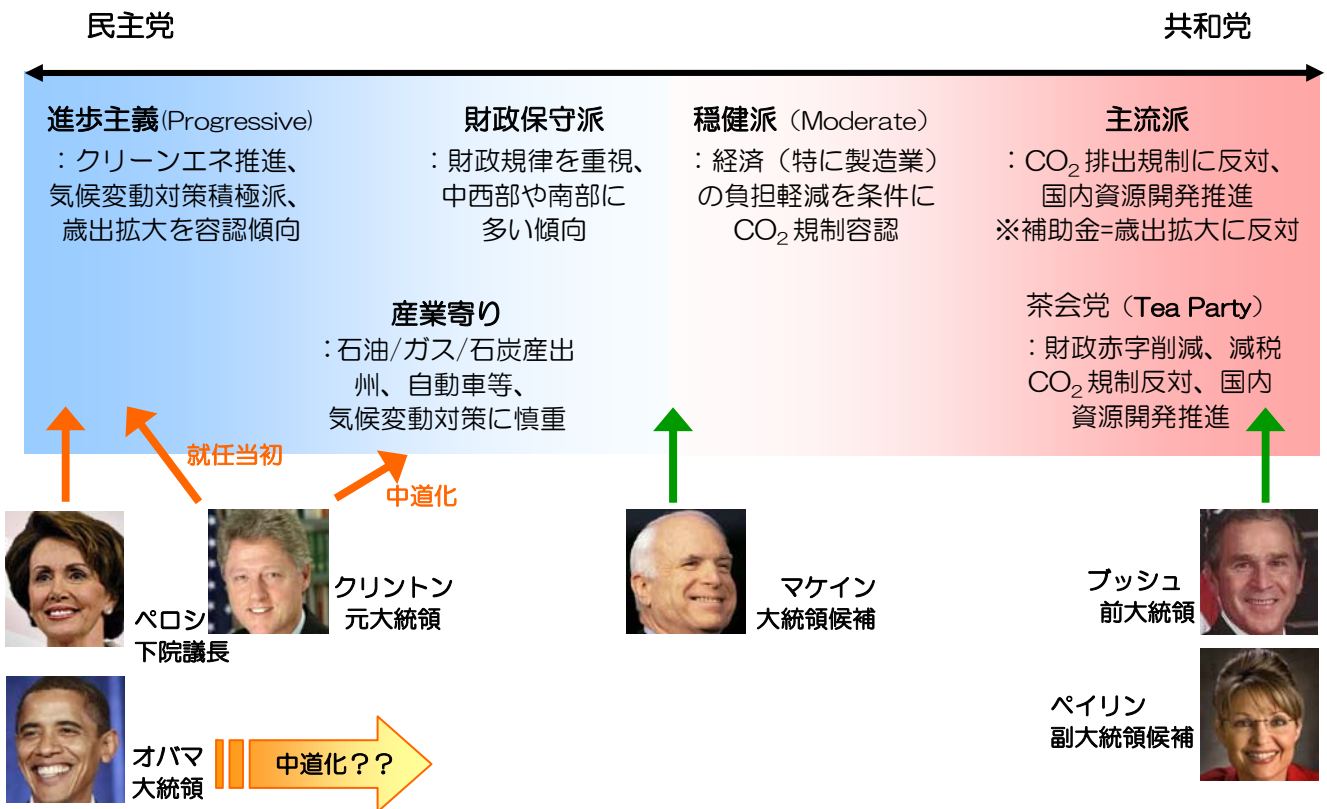 民主党
共和党
進歩主義(Progressive)
：クリーンエネ推進、
気候変動対策積極派、
歳出拡大を容認傾向
財政保守派
：財政規律を重視、
中西部や南部に
多い傾向
穏健派（Moderate）
：経済（特に製造業）
の負担軽減を条件に
CO₂規制容認
主流派
：CO₂排出規制に反対、
国内資源開発推進
※補助金=歳出拡大に反対
産業寄り
：石油/ガス/石炭産出
州、自動車等、
気候変動対策に慎重
茶会党（Tea Party）
：財政赤字削減、減税
CO₂規制反対、国内
資源開発推進
就任当初
中道化
ペロシ
下院議長
クリントン
元大統領
マケイン
大統領候補
ブッシュ
前大統領
オバマ
大統領
中道化？？
ペイリン
副大統領候補